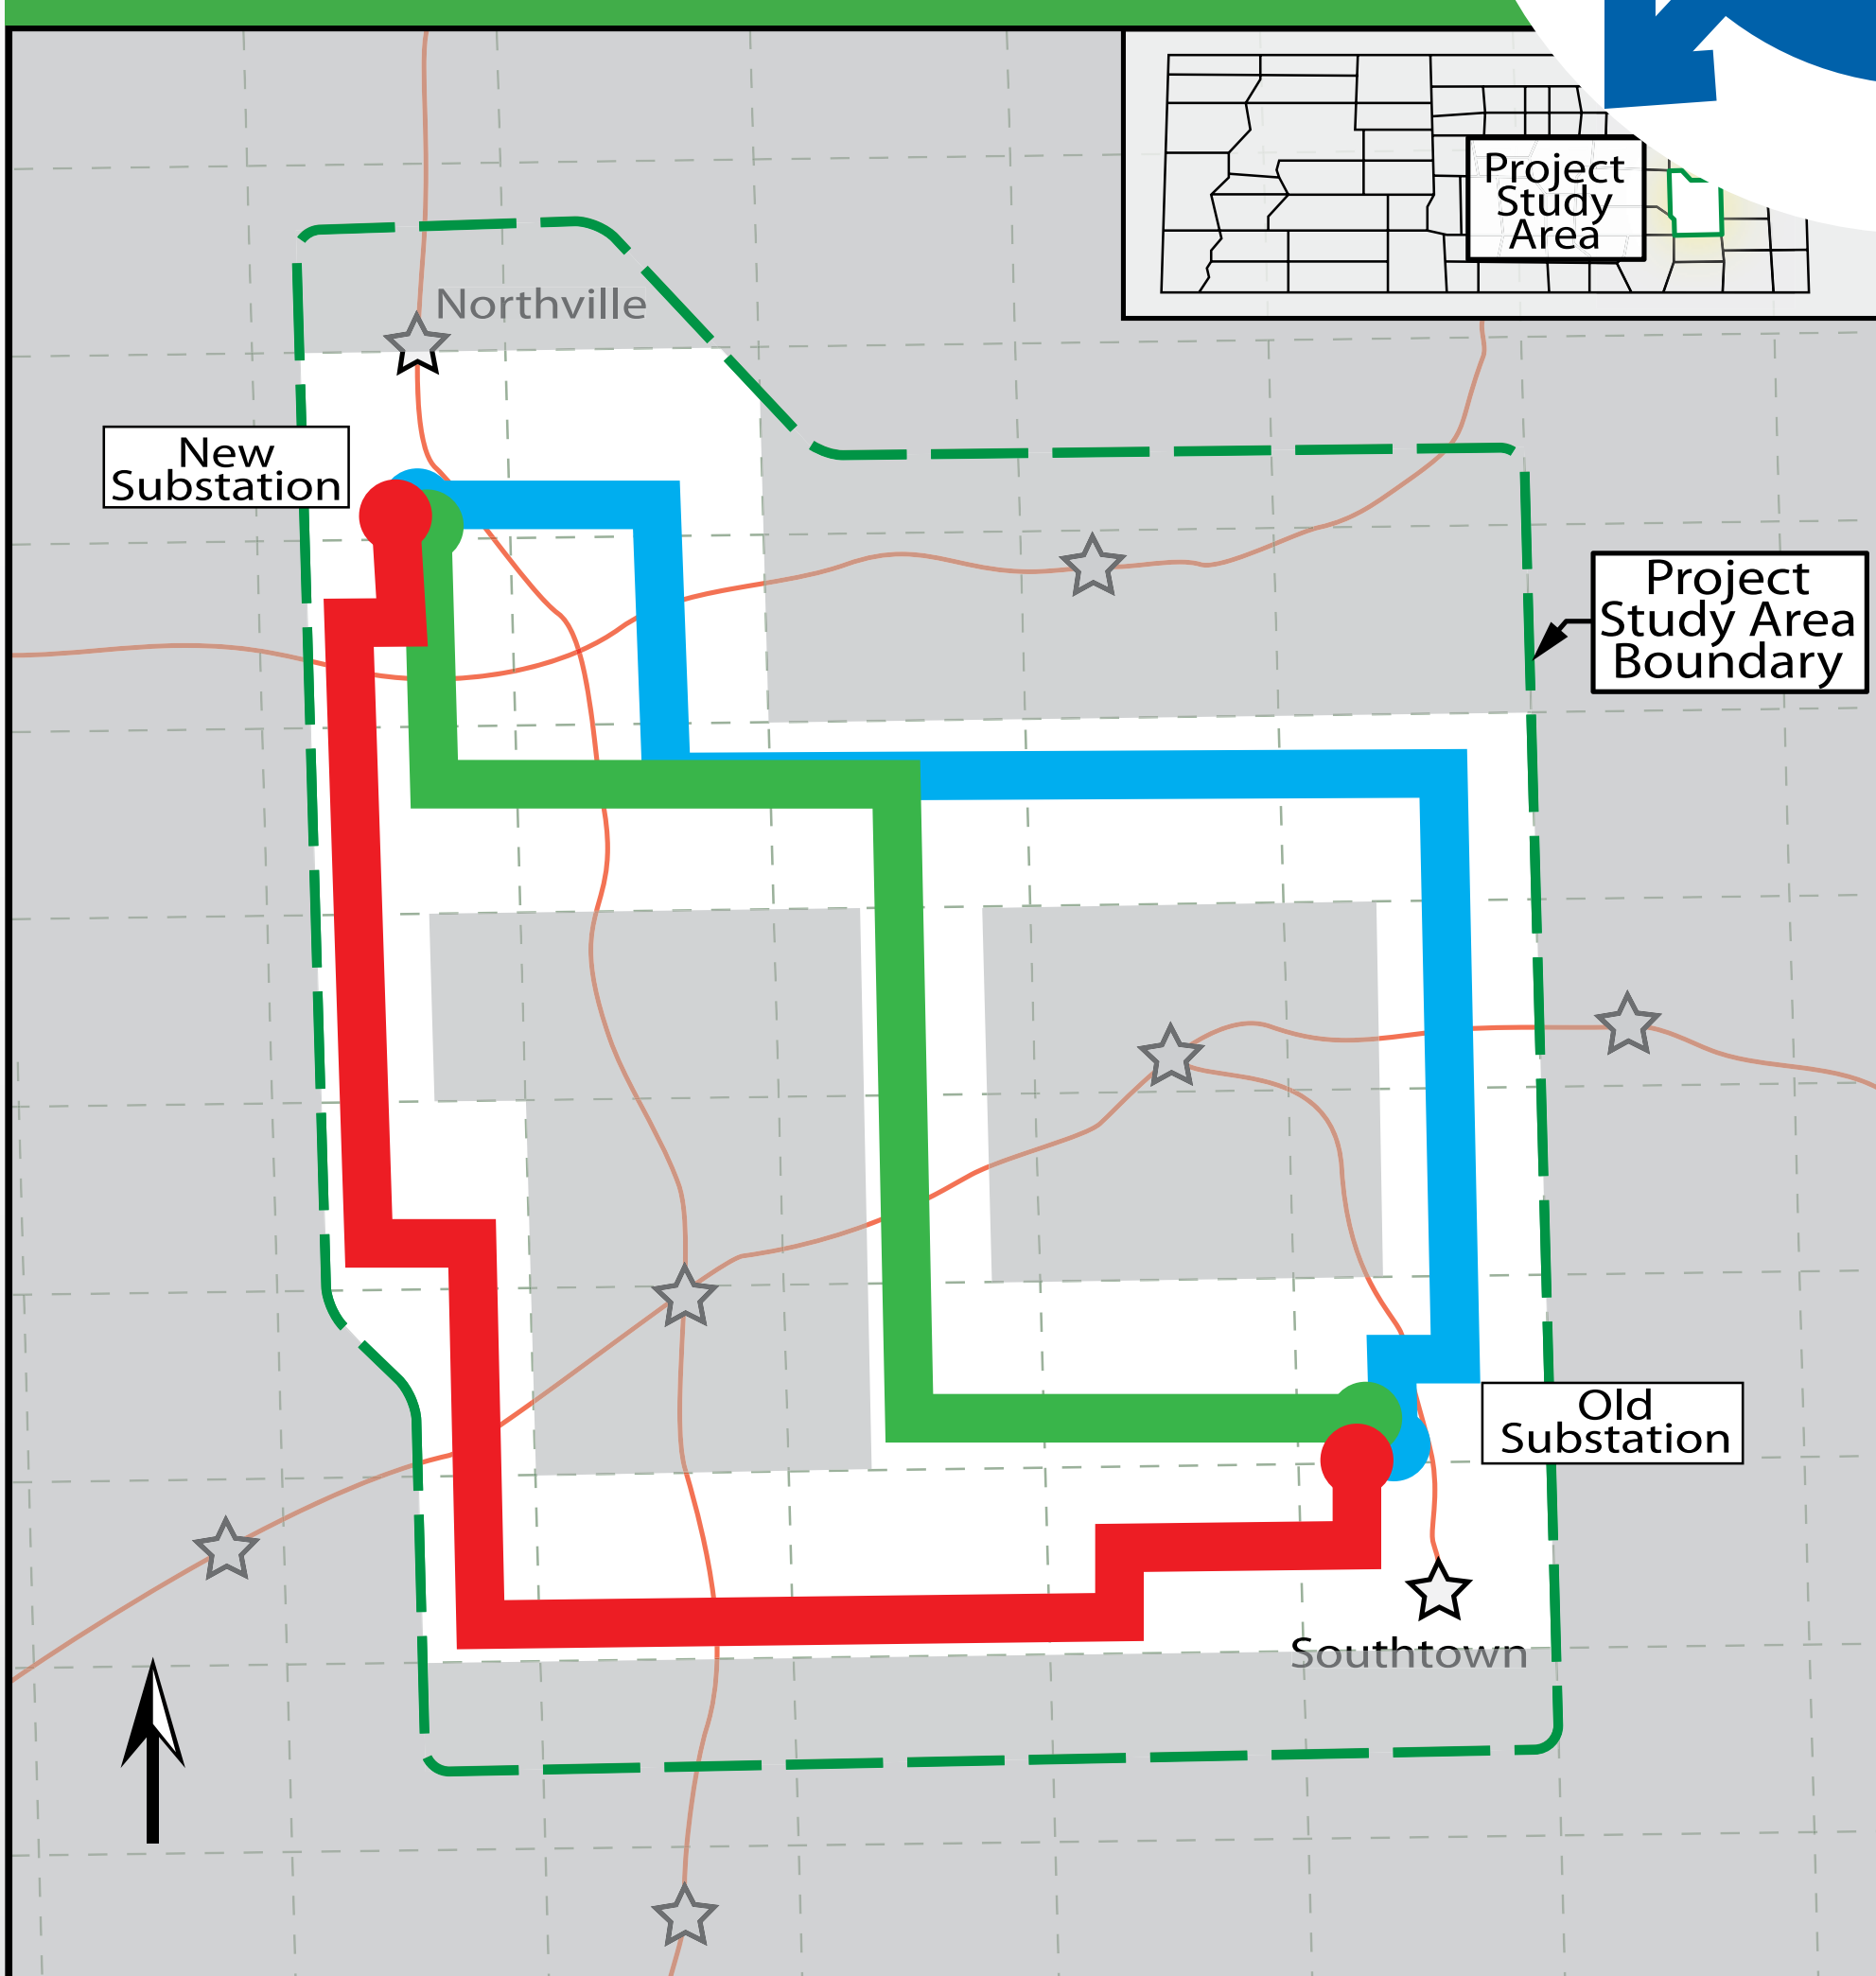 Project
Study
Area
Northville
New
Substation
Project
Study Area
Boundary
Old
Substation
Southtown